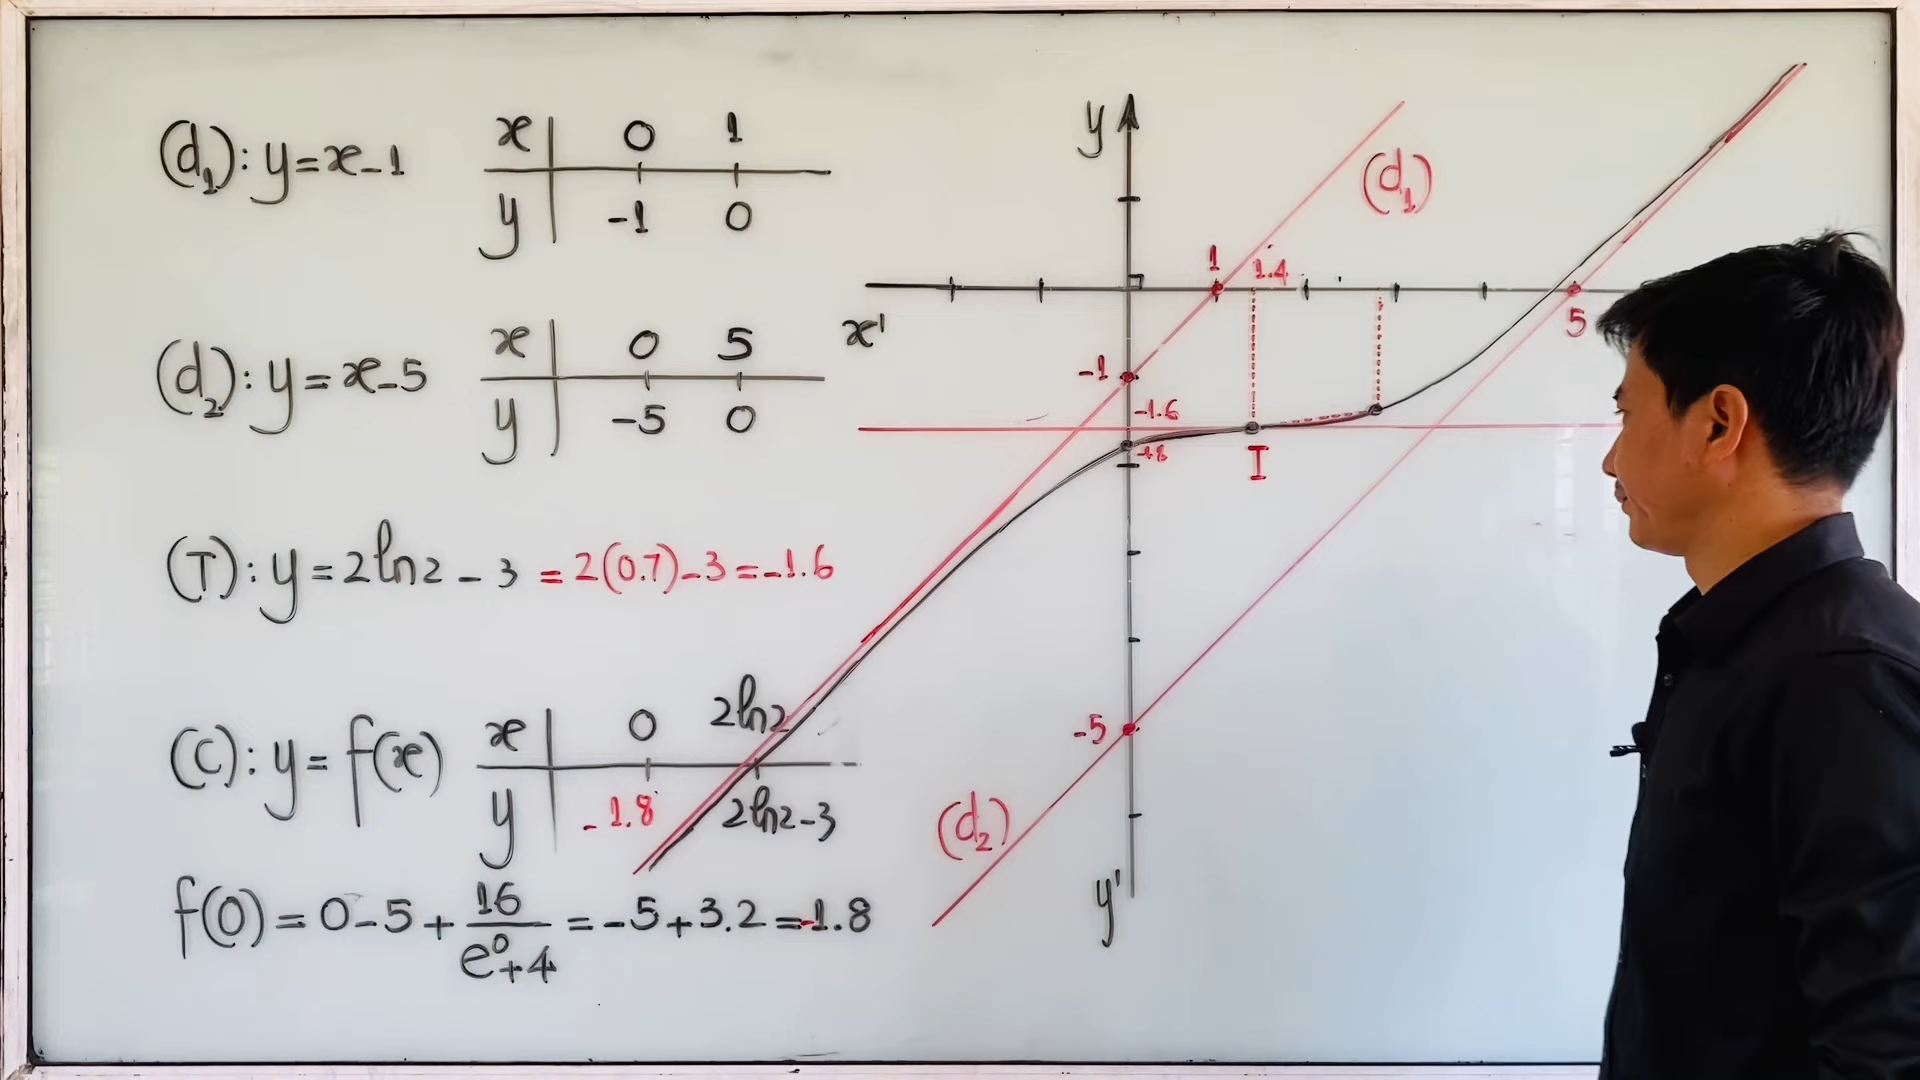 (d₁): y = x - 1
x | 0 1
y | -1 0
(d₂): y = x - 5
x | 0 5
y | -5 0
(T): y = 2ln2 - 3 = 2(0.7) - 3 = -1.6
(C): y = f(x)
x | 0 2ln2
y | -1.8 2ln2-3
f(0) = 0 - 5 + 16/(e⁰+4) = -5 + 3.2 = -1.8
y
(d₁)
1
1.4
x'
5
-1
-1.6
-1.8
I
-5
(d₂)
y'